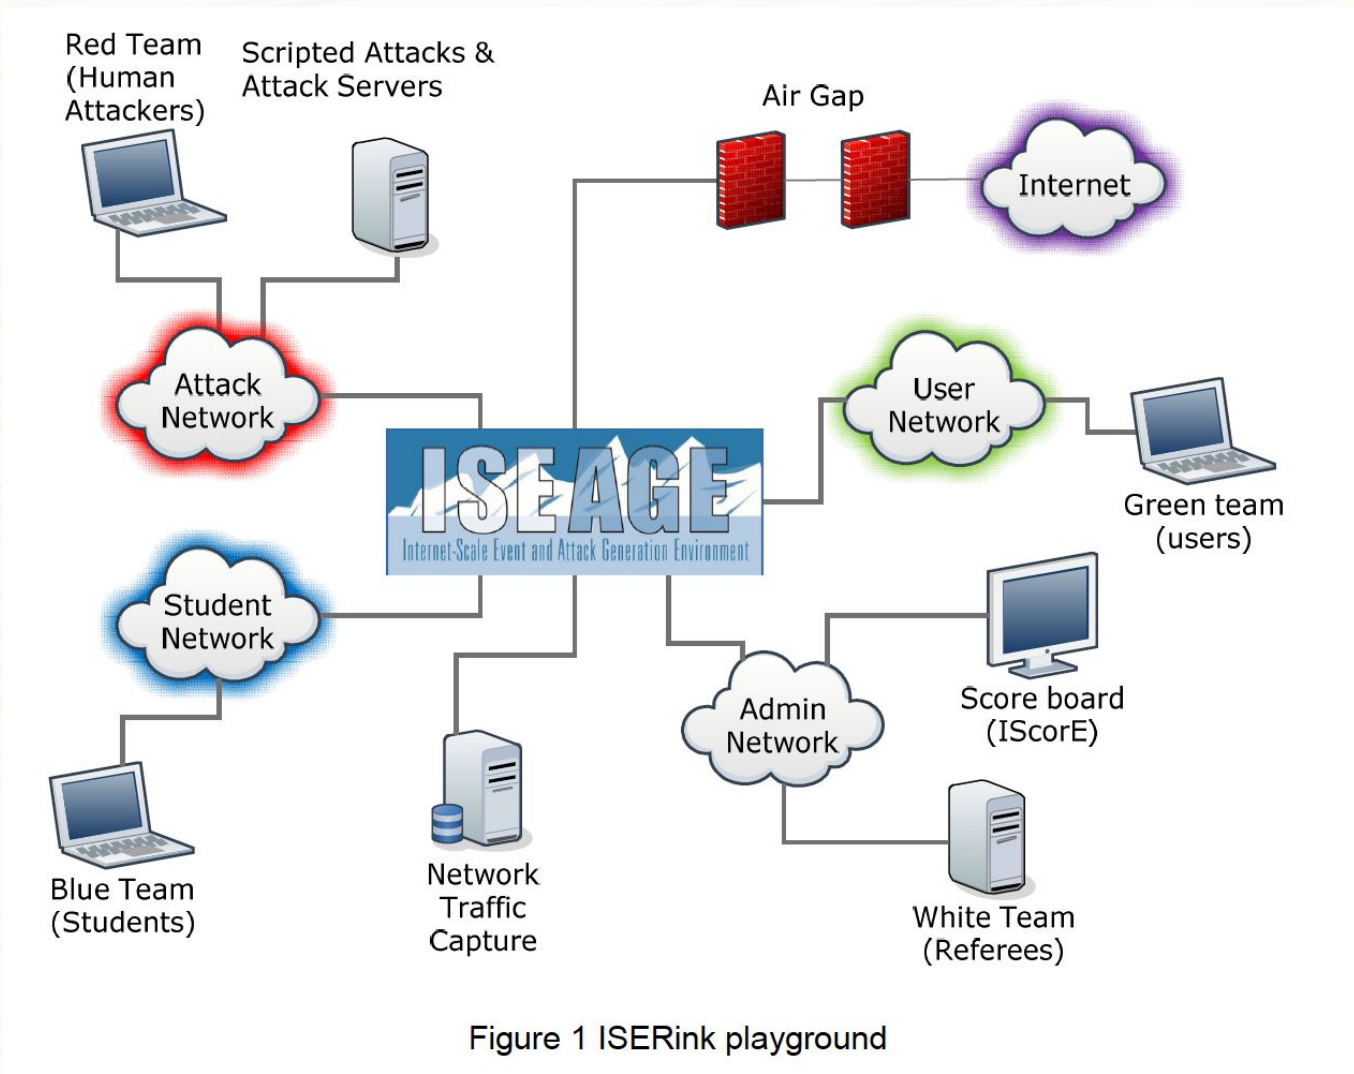 Red Team
(Human
Attackers)
Scripted Attacks &
Attack Servers
Air Gap
Internet
Attack
Network
User
Network
ISEAGE
Internet-Scale Event and Attack Generation Environment
Green team
(users)
Student
Network
Score board
(IScorE)
Admin
Network
Blue Team
(Students)
Network
Traffic
Capture
White Team
(Referees)
Figure 1 ISERink playground